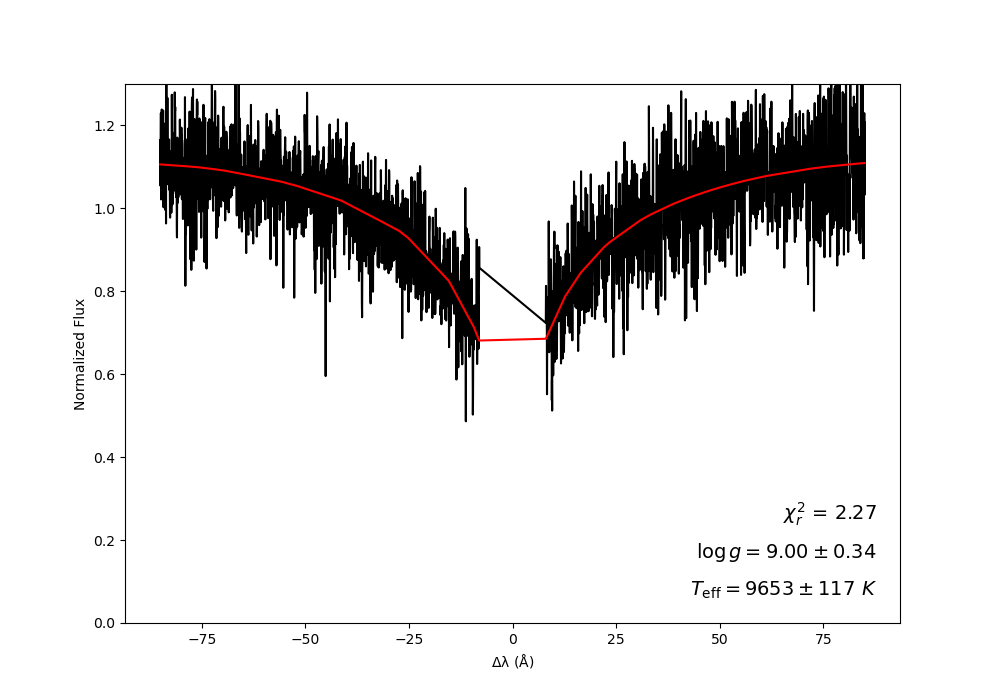 1.2
1.0
0.8
0.6
0.4
0.2
0.0
Normalized Flux
χ²ᵣ = 2.27
log g = 9.00 ± 0.34
T_eff = 9653 ± 117 K
−75 −50 −25 0 25 50 75
Δλ (Å)